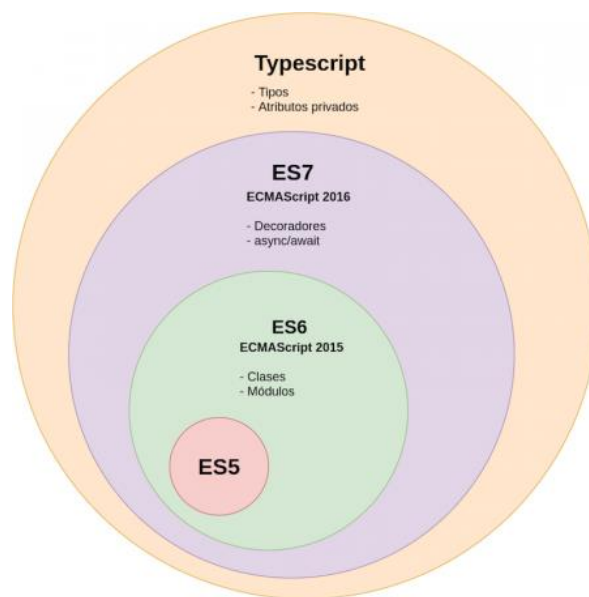 Typescript
- Tipos
- Atributos privados
ES7
ECMAScript 2016
- Decoradores
- async/await
ES6
ECMAScript 2015
- Clases
- Módulos
ES5